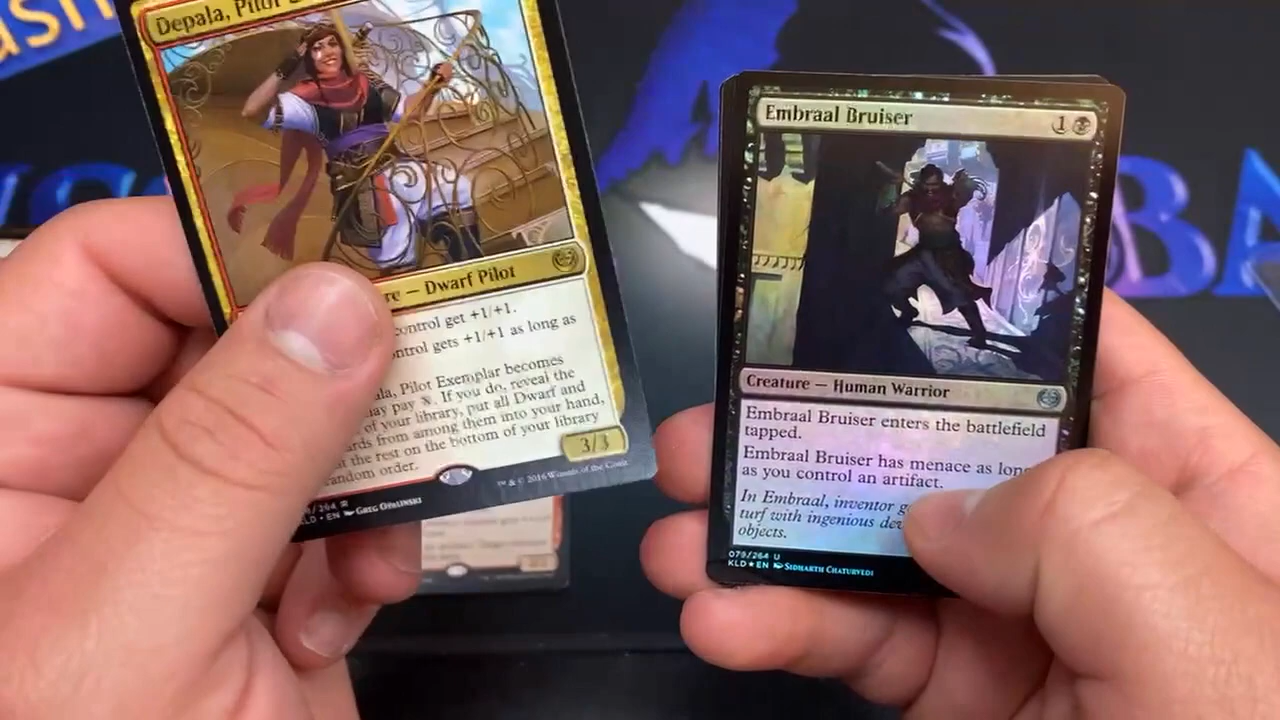 Depala, Pilot
re — Dwarf Pilot
control get +1/+1.
ntrol gets +1/+1 as long as
ala, Pilot Exemplar becomes
may pay X. If you do, reveal the
of your library, put all Dwarf and
ards from among them into your hand,
the rest on the bottom of your library
random order.
3/3
/264 R
KLD • EN GREG OPALINSKI
™ & © 2016 Wizards of the Coast
Embraal Bruiser 1
Creature — Human Warrior
Embraal Bruiser enters the battlefield
tapped.
Embraal Bruiser has menace as long
as you control an artifact.
In Embraal, inventor g
turf with ingenious dev
objects.
079/264 U
KLD ★ EN SIDHARTH CHATURVEDI
BA